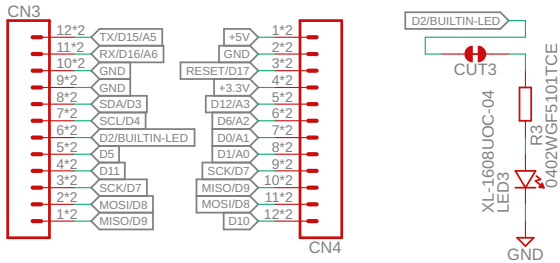 CN3
12*2 TX/D15/A5
11*2 RX/D16/A6
10*2 GND
9*2 GND
8*2 SDA/D3
7*2 SCL/D4
6*2 D2/BUILTIN-LED
5*2 D5
4*2 D11
3*2 SCK/D7
2*2 MOSI/D8
1*2 MISO/D9
+5V 1*2
GND 2*2
RESET/D17 3*2
+3.3V 4*2
D12/A3 5*2
D6/A2 6*2
D0/A1 7*2
D1/A0 8*2
SCK/D7 9*2
MISO/D9 10*2
MOSI/D8 11*2
D10 12*2
CN4
D2/BUILTIN-LED
CUT3
R3
0402WGF5101TCE
XL-1608UOC-04
LED3
GND